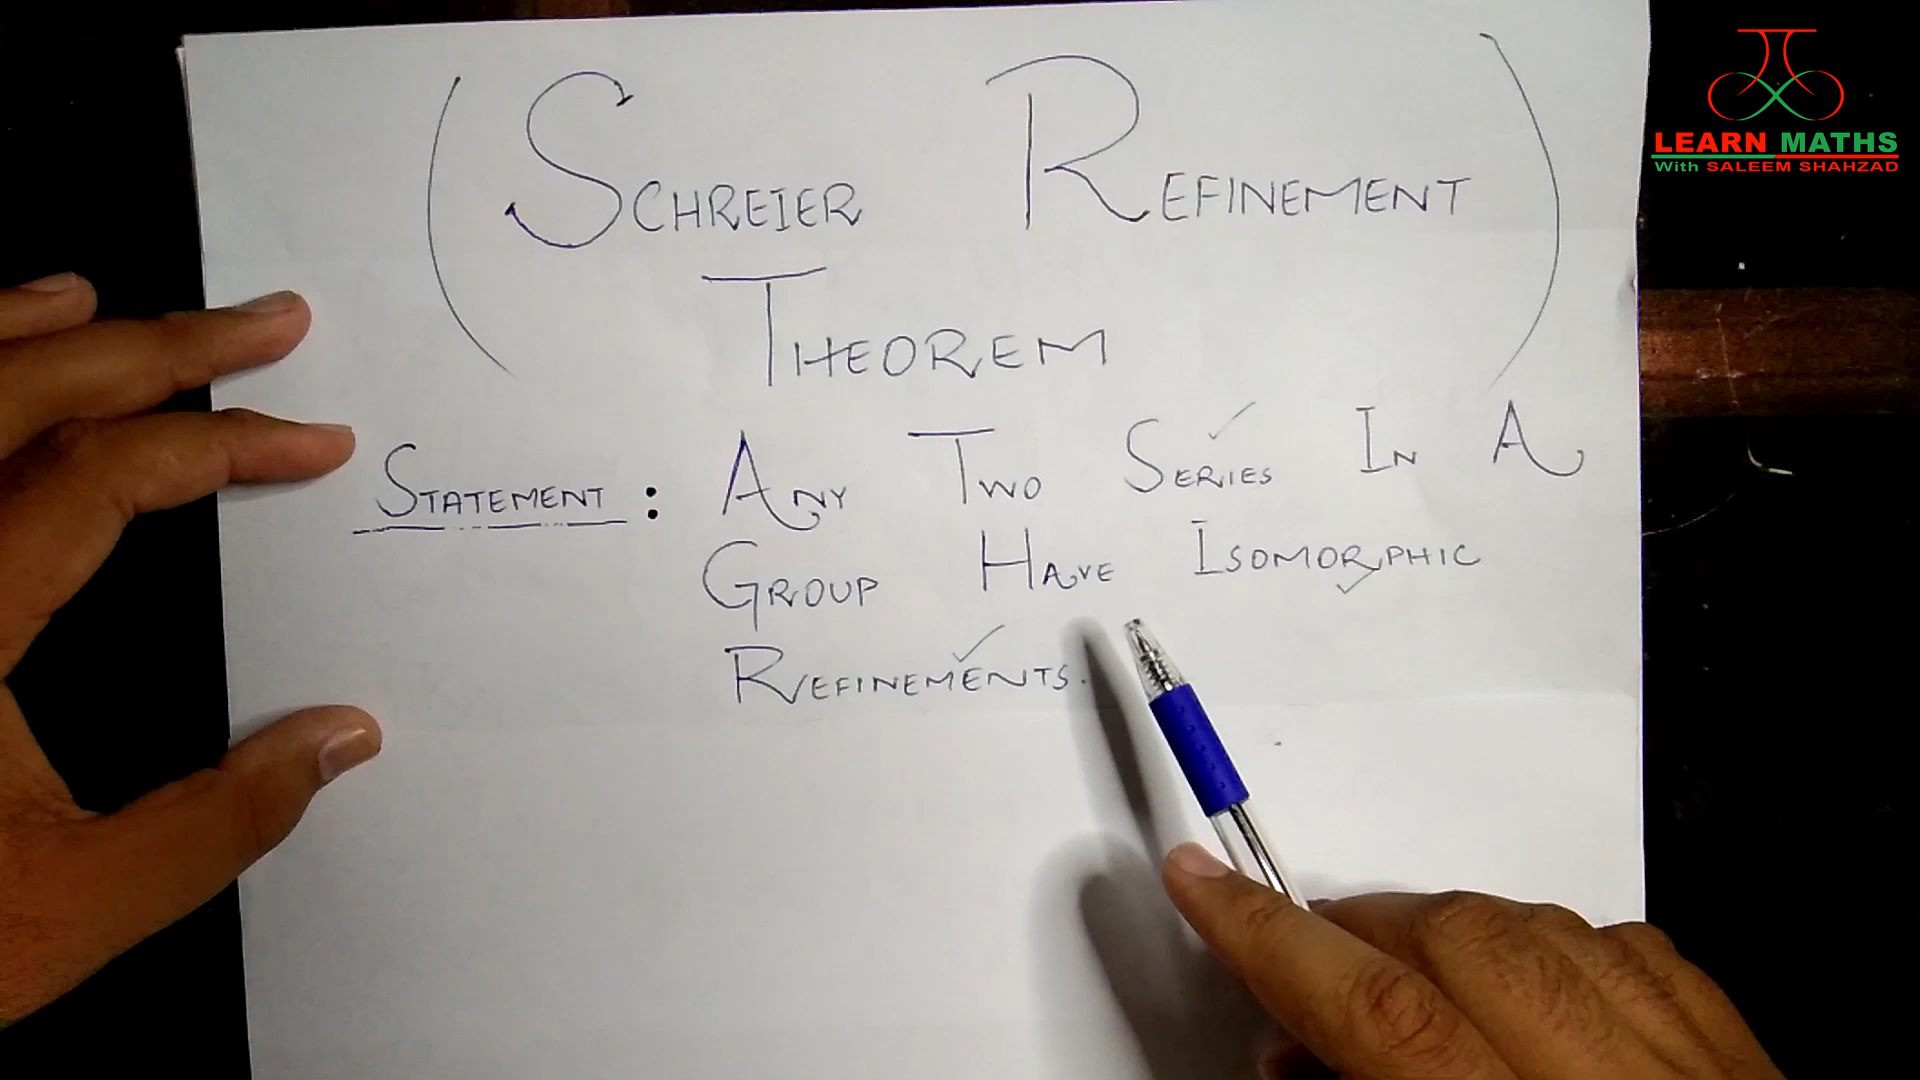 LEARN MATHS
With SALEEM SHAHZAD
(SCHREIER REFINEMENT
THEOREM)
STATEMENT: ANY TWO SERIES IN A
GROUP HAVE ISOMORPHIC
REFINEMENTS.